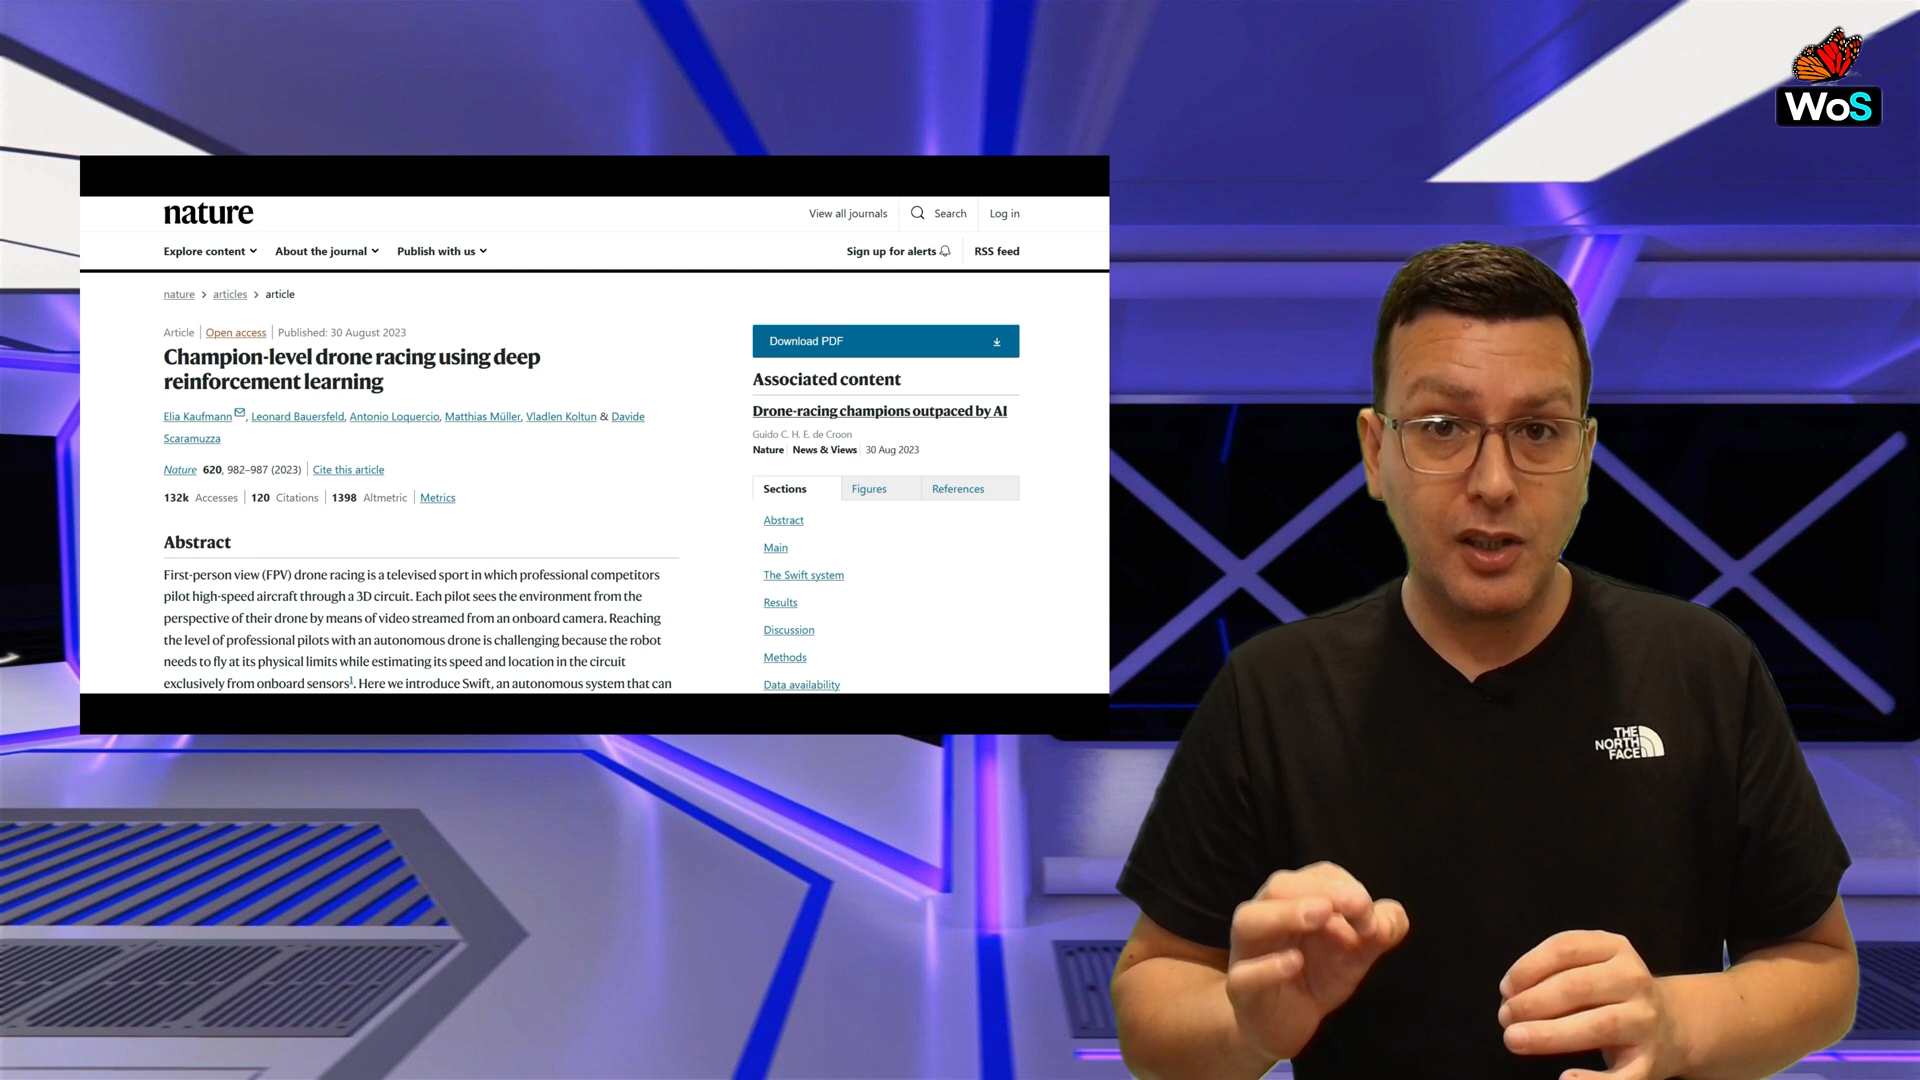 WoS
nature
View all journals
Search
Log in
Explore content
About the journal
Publish with us
Sign up for alerts
RSS feed
nature > articles > article
Article | Open access | Published: 30 August 2023
Champion-level drone racing using deep
reinforcement learning
Elia Kaufmann, Leonard Bauersfeld, Antonio Loquercio, Matthias Müller, Vladlen Koltun & Davide
Scaramuzza
Nature 620, 982–987 (2023) | Cite this article
132k Accesses | 120 Citations | 1398 Altmetric | Metrics
Abstract
First-person view (FPV) drone racing is a televised sport in which professional competitors
pilot high-speed aircraft through a 3D circuit. Each pilot sees the environment from the
perspective of their drone by means of video streamed from an onboard camera. Reaching
the level of professional pilots with an autonomous drone is challenging because the robot
needs to fly at its physical limits while estimating its speed and location in the circuit
exclusively from onboard sensors1. Here we introduce Swift, an autonomous system that can
Download PDF
Associated content
Drone-racing champions outpaced by AI
Guido C. H. E. de Croon
Nature | News & Views | 30 Aug 2023
Sections
Figures
References
Abstract
Main
The Swift system
Results
Discussion
Methods
Data availability
THE
NORTH
FACE